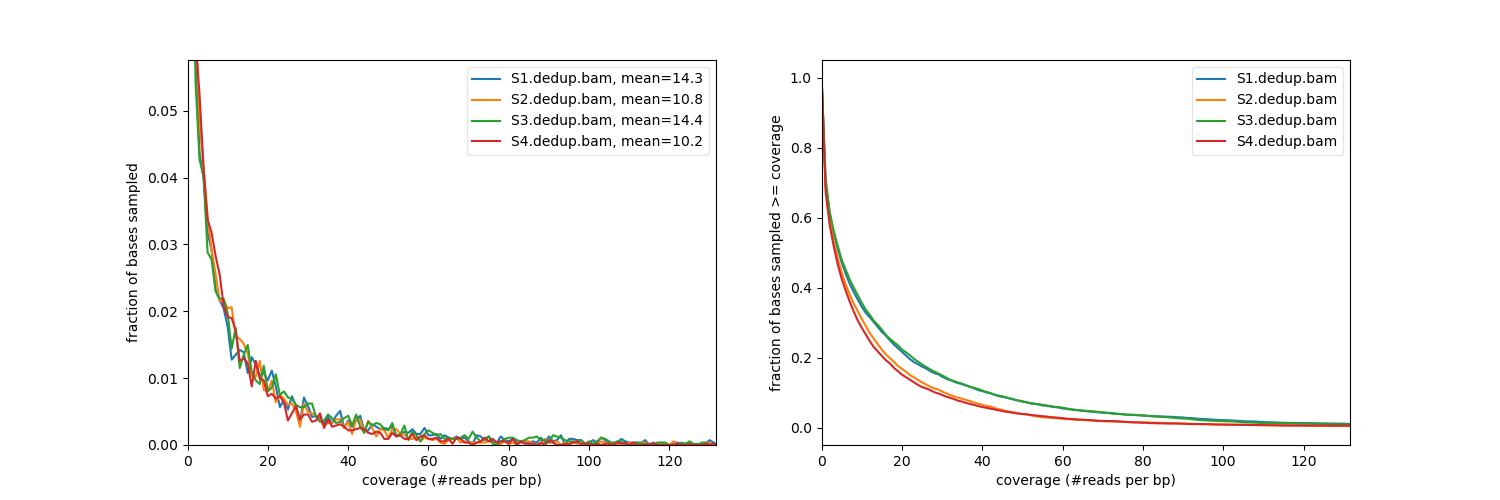 S1.dedup.bam, mean=14.3
S2.dedup.bam, mean=10.8
S3.dedup.bam, mean=14.4
S4.dedup.bam, mean=10.2
fraction of bases sampled
0.05
0.04
0.03
0.02
0.01
0.00
0 20 40 60 80 100 120
coverage (#reads per bp)
S1.dedup.bam
S2.dedup.bam
S3.dedup.bam
S4.dedup.bam
fraction of bases sampled >= coverage
1.0
0.8
0.6
0.4
0.2
0.0
0 20 40 60 80 100 120
coverage (#reads per bp)